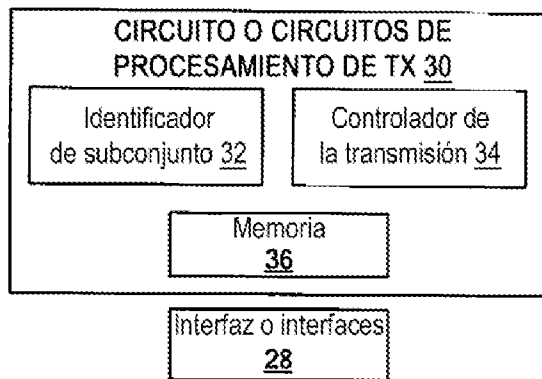 CIRCUITO O CIRCUITOS DE
PROCESAMIENTO DE TX 30
Identificador
de subconjunto 32
Controlador de
la transmisión 34
Memoria
36
Interfaz o interfaces
28